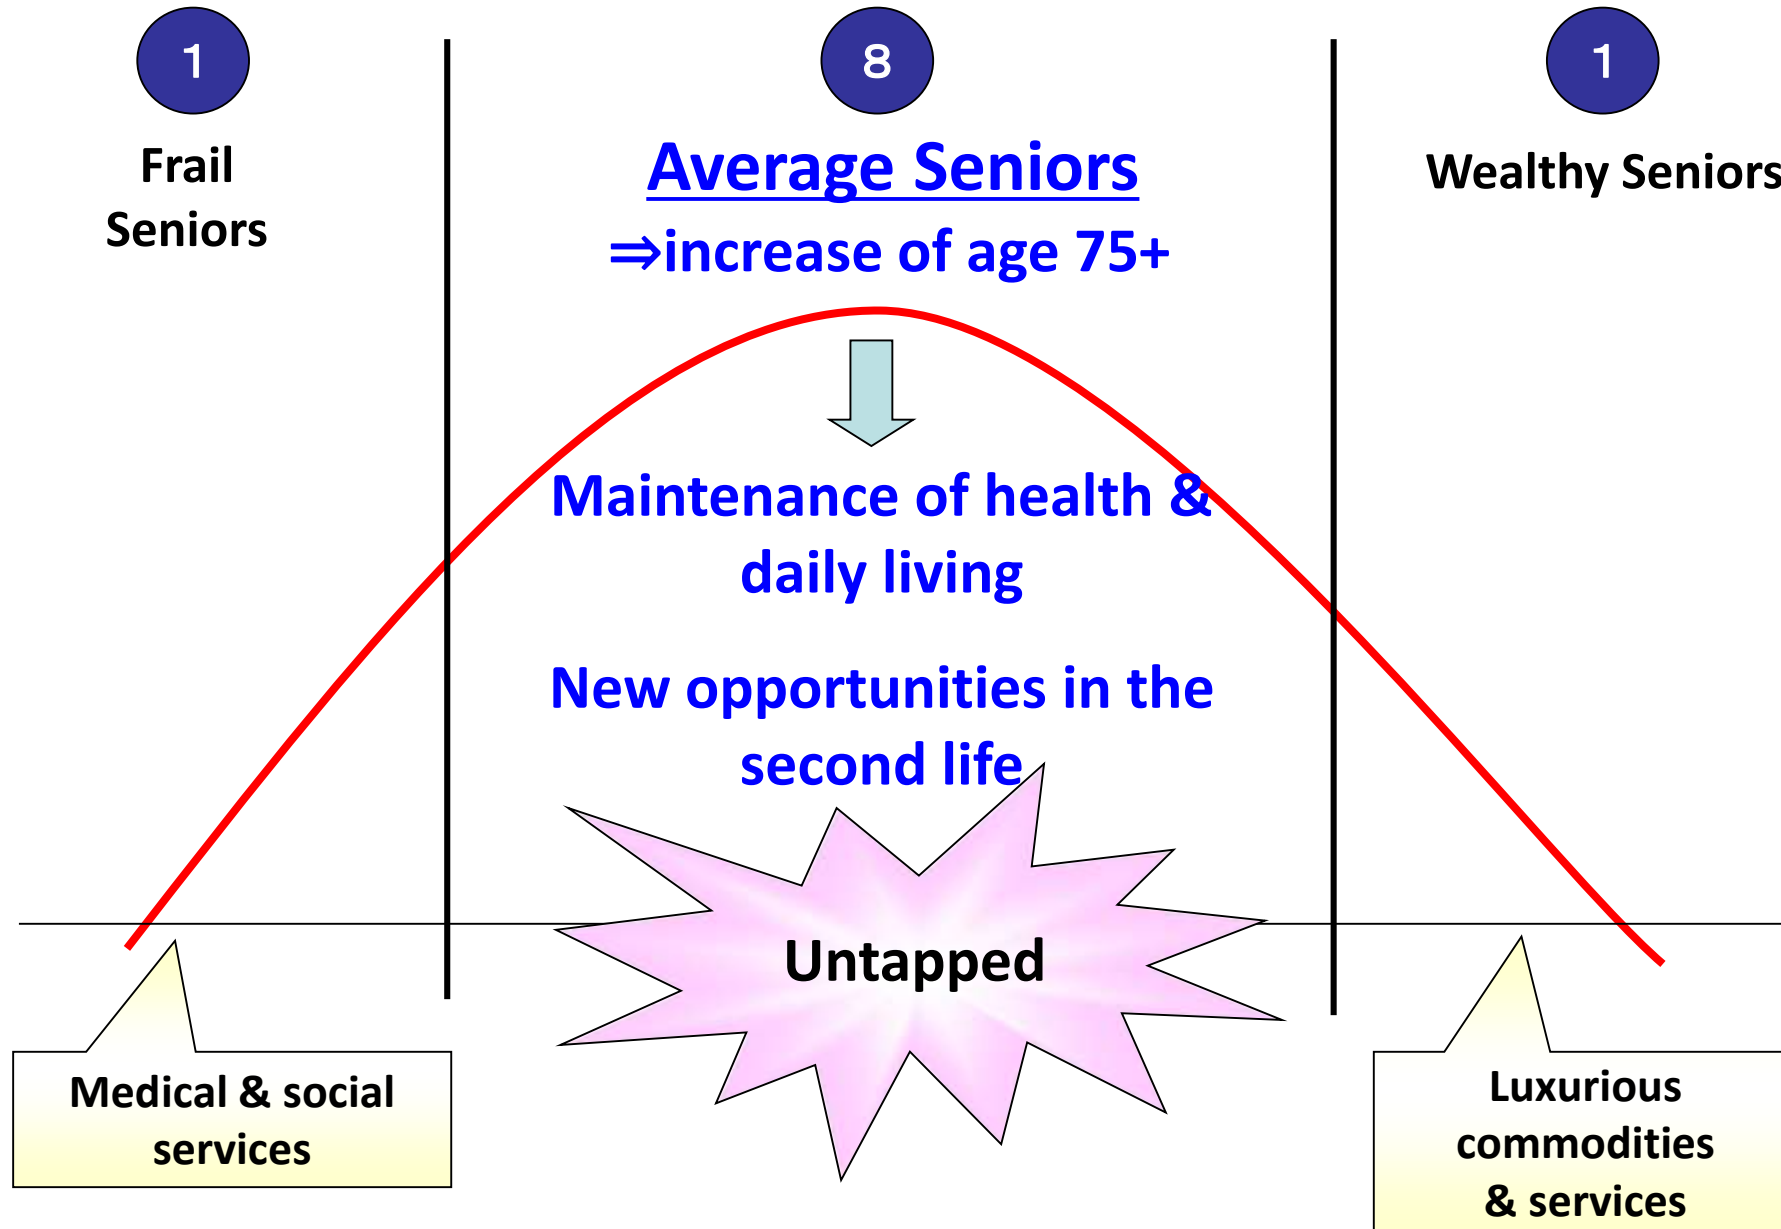 1
Frail
Seniors
8
Average Seniors
⇒increase of age 75+
1
Wealthy Seniors
Maintenance of health &
daily living
New opportunities in the
second life
Untapped
Medical & social
services
Luxurious
commodities
& services